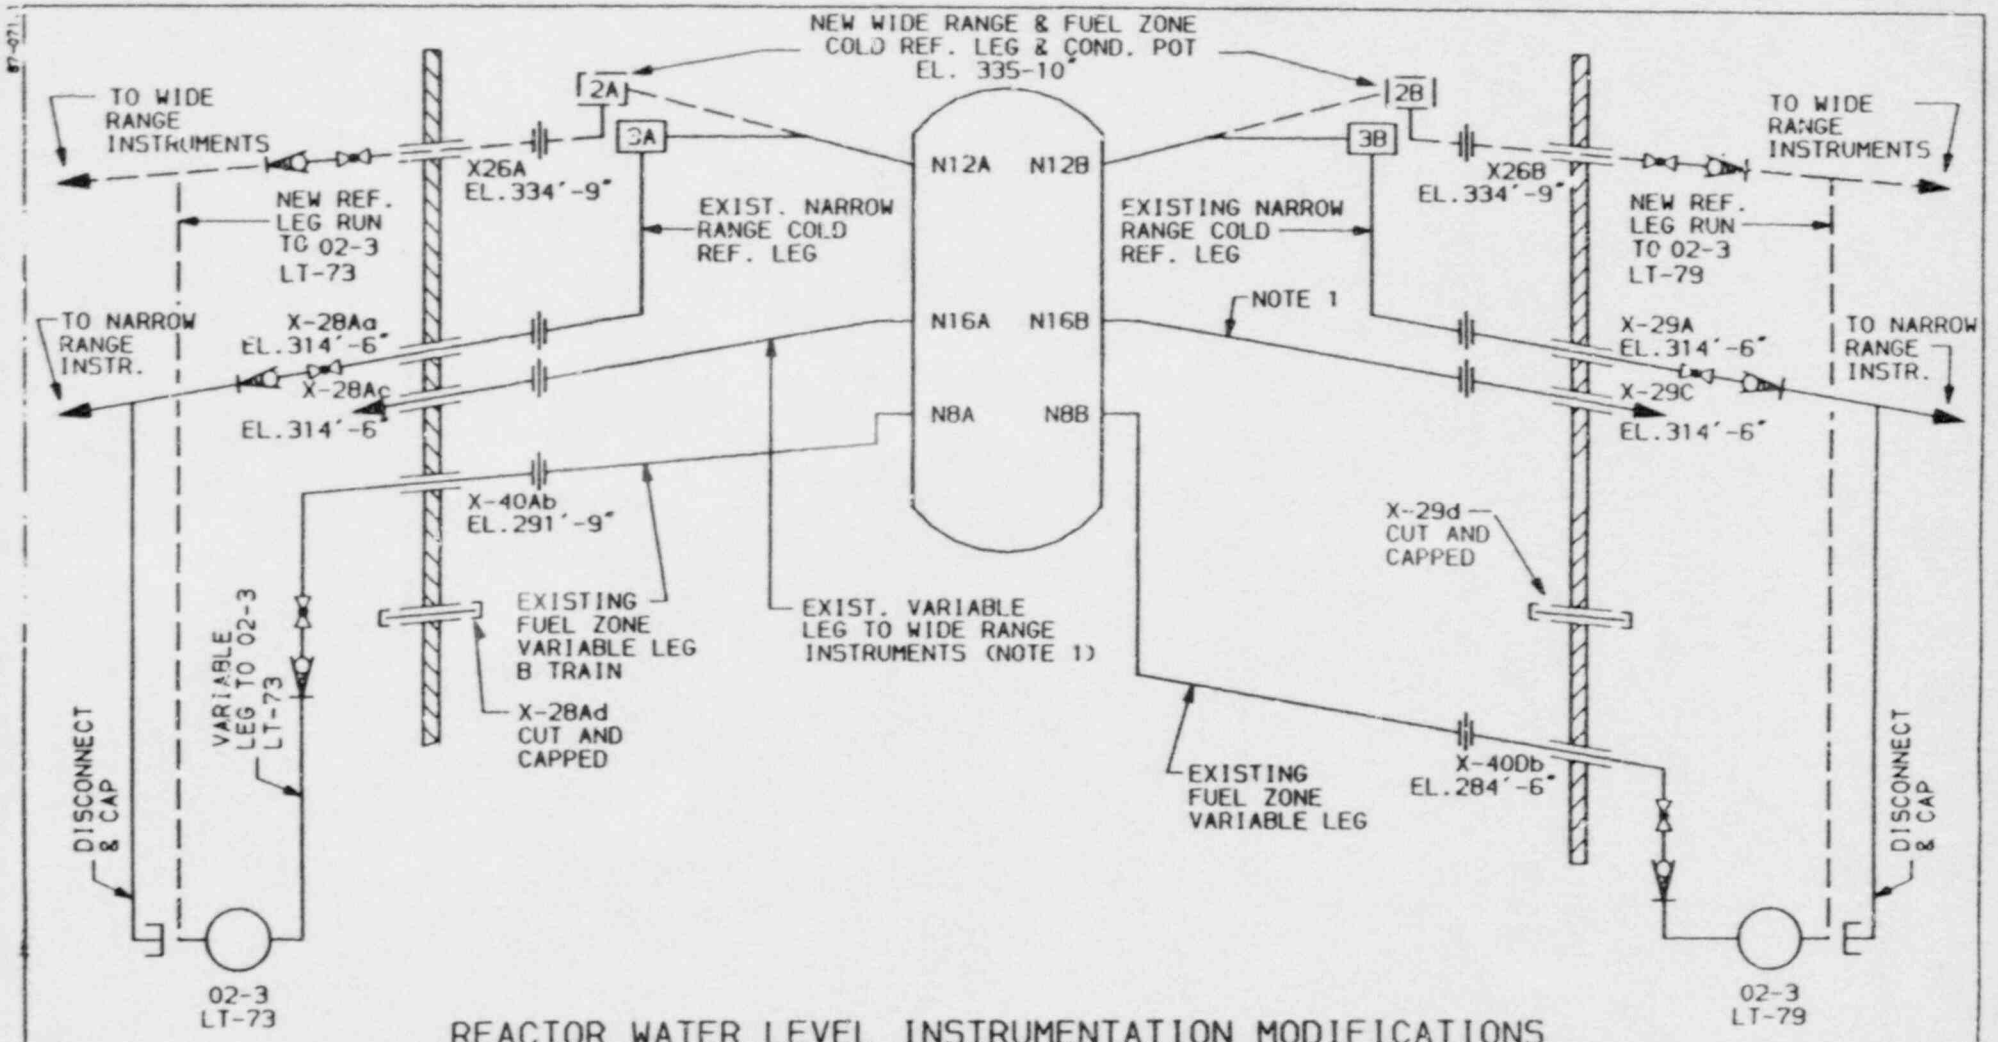 87-071.
NEW WIDE RANGE & FUEL ZONE
COLD REF. LEG & COND. POT
EL. 335-10"
TO WIDE
RANGE
INSTRUMENTS
2A
3A
X26A
EL.334'-9"
NEW REF.
LEG RUN
TO 02-3
LT-73
EXIST. NARROW
RANGE COLD
REF. LEG
N12A N12B
2B
3B
X26B
EL.334'-9"
TO WIDE
RANGE
INSTRUMENTS
EXISTING NARROW
RANGE COLD
REF. LEG
NEW REF.
LEG RUN
TO 02-3
LT-79
TO NARROW
RANGE
INSTR.
X-28Aa
EL.314'-6"
X-28Ac
EL.314'-6"
N16A N16B
NOTE 1
X-29A
EL.314'-6"
X-29C
EL.314'-6"
TO NARROW
RANGE
INSTR.
N8A N8B
X-40Ab
EL.291'-9"
X-29d
CUT AND
CAPPED
EXISTING
FUEL ZONE
VARIABLE LEG
B TRAIN
EXIST. VARIABLE
LEG TO WIDE RANGE
INSTRUMENTS (NOTE 1)
VARIABLE
LEG TO 02-3
LT-73
X-28Ad
CUT AND
CAPPED
DISCONNECT
& CAP
EXISTING
FUEL ZONE
VARIABLE LEG
X-40Db
EL.284'-6"
DISCONNECT
& CAP
02-3
LT-73
02-3
LT-79
REACTOR WATER LEVEL INSTRUMENTATION MODIFICATIONS